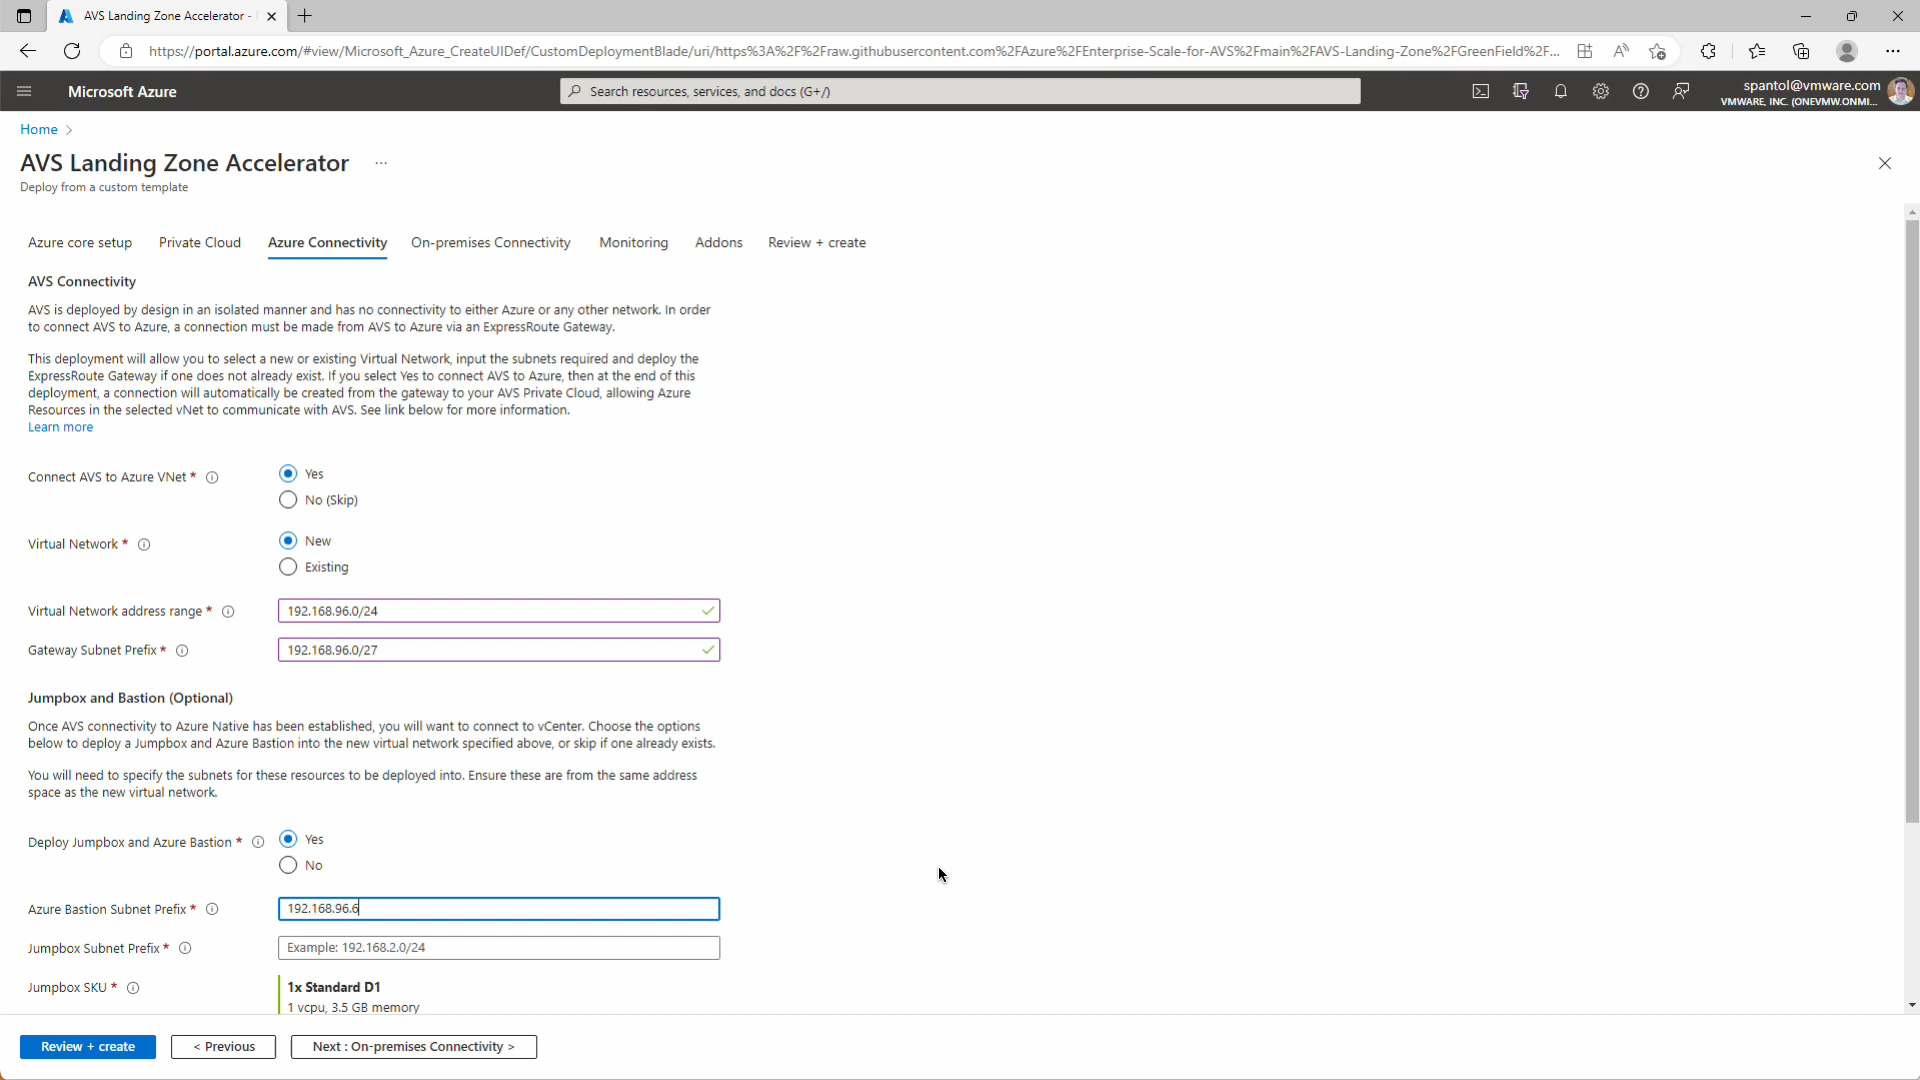 AVS Landing Zone Accelerator -
https://portal.azure.com/#view/Microsoft_Azure_CreateUIDef/CustomDeploymentBlade/uri/https%3A%2F%2Fraw.githubusercontent.com%2FAzure%2FEnterprise-Scale-for-AVS%2Fmain%2FAVS-Landing-Zone%2FGreenField%2F...
Microsoft Azure
Search resources, services, and docs (G+/)
spantol@vmware.com
VMWARE, INC. (ONEVMW.ONMI...
Home >
AVS Landing Zone Accelerator ...
Deploy from a custom template
Azure core setup Private Cloud Azure Connectivity On-premises Connectivity Monitoring Addons Review + create
AVS Connectivity
AVS is deployed by design in an isolated manner and has no connectivity to either Azure or any other network. In order
to connect AVS to Azure, a connection must be made from AVS to Azure via an ExpressRoute Gateway.
This deployment will allow you to select a new or existing Virtual Network, input the subnets required and deploy the
ExpressRoute Gateway if one does not already exist. If you select Yes to connect AVS to Azure, then at the end of this
deployment, a connection will automatically be created from the gateway to your AVS Private Cloud, allowing Azure
Resources in the selected vNet to communicate with AVS. See link below for more information.
Learn more
Connect AVS to Azure VNet *
Yes
No (Skip)
Virtual Network *
New
Existing
Virtual Network address range * 192.168.96.0/24
Gateway Subnet Prefix * 192.168.96.0/27
Jumpbox and Bastion (Optional)
Once AVS connectivity to Azure Native has been established, you will want to connect to vCenter. Choose the options
below to deploy a Jumpbox and Azure Bastion into the new virtual network specified above, or skip if one already exists.
You will need to specify the subnets for these resources to be deployed into. Ensure these are from the same address
space as the new virtual network.
Deploy Jumpbox and Azure Bastion *
Yes
No
Azure Bastion Subnet Prefix * 192.168.96.6
Jumpbox Subnet Prefix * Example: 192.168.2.0/24
Jumpbox SKU * 1x Standard D1
1 vcpu, 3.5 GB memory
Review + create < Previous Next : On-premises Connectivity >